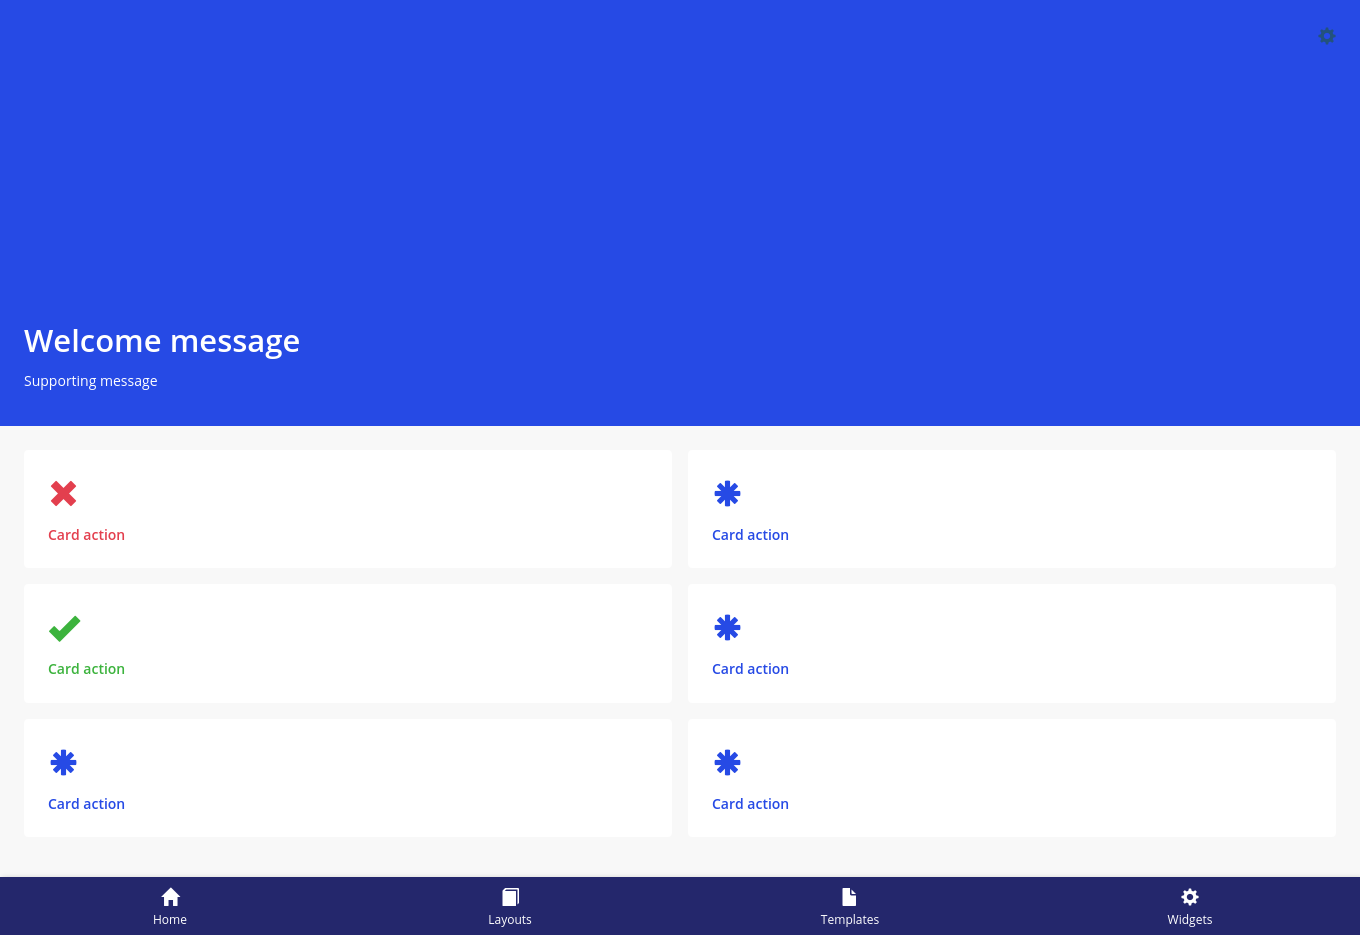 Welcome message
Supporting message
Card action
Card action
Card action
Card action
Card action
Card action
Home
Layouts
Templates
Widgets